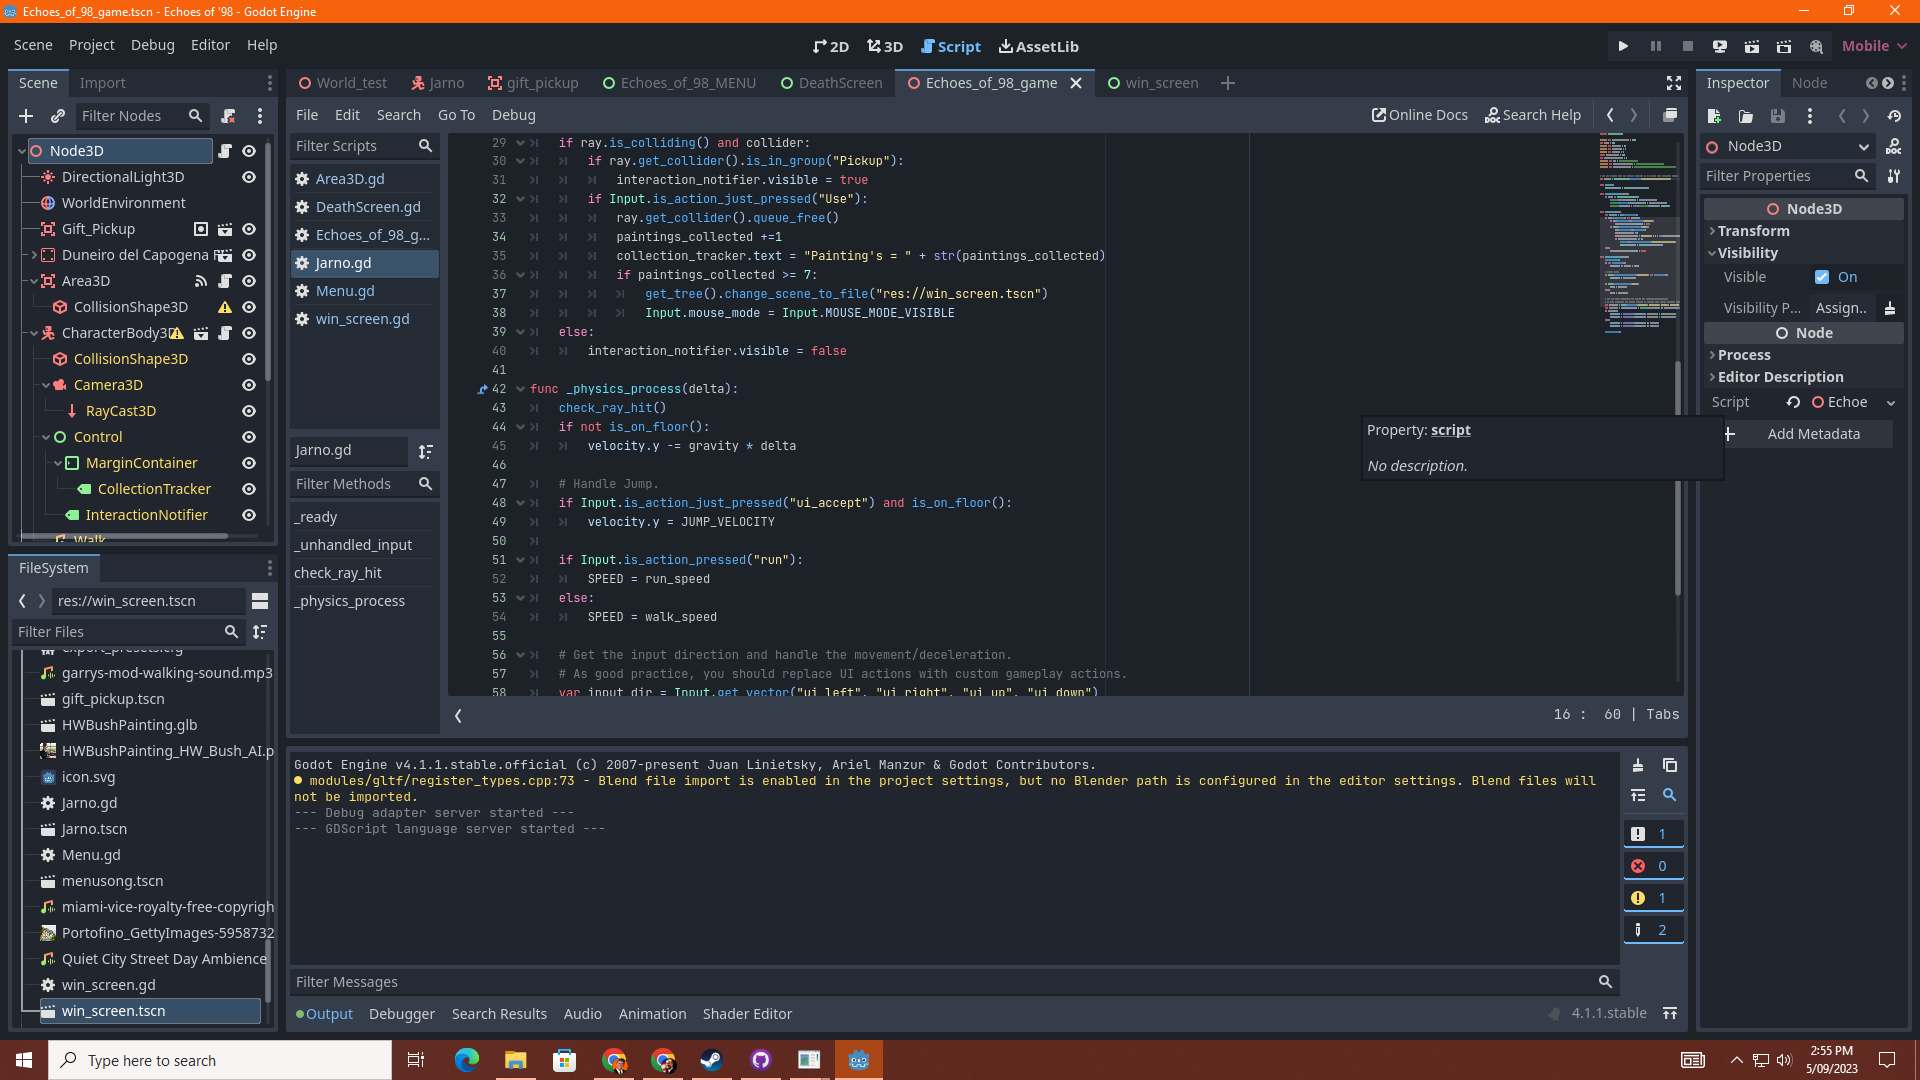 Echoes_of_98_game.tscn - Echoes of '98 - Godot Engine
Scene Project Debug Editor Help
2D 3D Script AssetLib
Mobile
Scene Import
Filter Nodes
Node3D
DirectionalLight3D
WorldEnvironment
Gift_Pickup
Duneiro del Capogena
Area3D
CollisionShape3D
CharacterBody3D
CollisionShape3D
Camera3D
RayCast3D
Control
MarginContainer
CollectionTracker
InteractionNotifier
Walk
FileSystem
res://win_screen.tscn
Filter Files
export_presets.cfg
garrys-mod-walking-sound.mp3
gift_pickup.tscn
HWBushPainting.glb
HWBushPainting_HW_Bush_AI.p
icon.svg
Jarno.gd
Jarno.tscn
Menu.gd
menusong.tscn
miami-vice-royalty-free-copyrigh
Portofino_GettyImages-5958732
Quiet City Street Day Ambience
win_screen.gd
win_screen.tscn
World_test Jarno gift_pickup Echoes_of_98_MENU DeathScreen Echoes_of_98_game win_screen
File Edit Search Go To Debug
Online Docs Search Help
Filter Scripts
Area3D.gd
DeathScreen.gd
Echoes_of_98_g...
Jarno.gd
Menu.gd
win_screen.gd
Jarno.gd
Filter Methods
_ready
_unhandled_input
check_ray_hit
_physics_process
29 if ray.is_colliding() and collider:
30 if ray.get_collider().is_in_group("Pickup"):
31 interaction_notifier.visible = true
32 if Input.is_action_just_pressed("Use"):
33 ray.get_collider().queue_free()
34 paintings_collected +=1
35 collection_tracker.text = "Painting's = " + str(paintings_collected)
36 if paintings_collected >= 7:
37 get_tree().change_scene_to_file("res://win_screen.tscn")
38 Input.mouse_mode = Input.MOUSE_MODE_VISIBLE
39 else:
40 interaction_notifier.visible = false
41
42 func _physics_process(delta):
43 check_ray_hit()
44 if not is_on_floor():
45 velocity.y -= gravity * delta
46
47 # Handle Jump.
48 if Input.is_action_just_pressed("ui_accept") and is_on_floor():
49 velocity.y = JUMP_VELOCITY
50
51 if Input.is_action_pressed("run"):
52 SPEED = run_speed
53 else:
54 SPEED = walk_speed
55
56 # Get the input direction and handle the movement/deceleration.
57 # As good practice, you should replace UI actions with custom gameplay actions.
58 var input_dir = Input.get_vector("ui_left", "ui_right", "ui_up", "ui_down")
16 : 60 | Tabs
Property: script
No description.
Godot Engine v4.1.1.stable.official (c) 2007-present Juan Linietsky, Ariel Manzur & Godot Contributors.
modules/gltf/register_types.cpp:73 - Blend file import is enabled in the project settings, but no Blender path is configured in the editor settings. Blend files will
not be imported.
--- Debug adapter server started ---
--- GDScript language server started ---
1
0
1
2
Filter Messages
Output Debugger Search Results Audio Animation Shader Editor
4.1.1.stable
Inspector Node
Node3D
Filter Properties
Node3D
Transform
Visibility
Visible On
Visibility P... Assign..
Node
Process
Editor Description
Script Echoe
Add Metadata
Type here to search
2:55 PM
5/09/2023